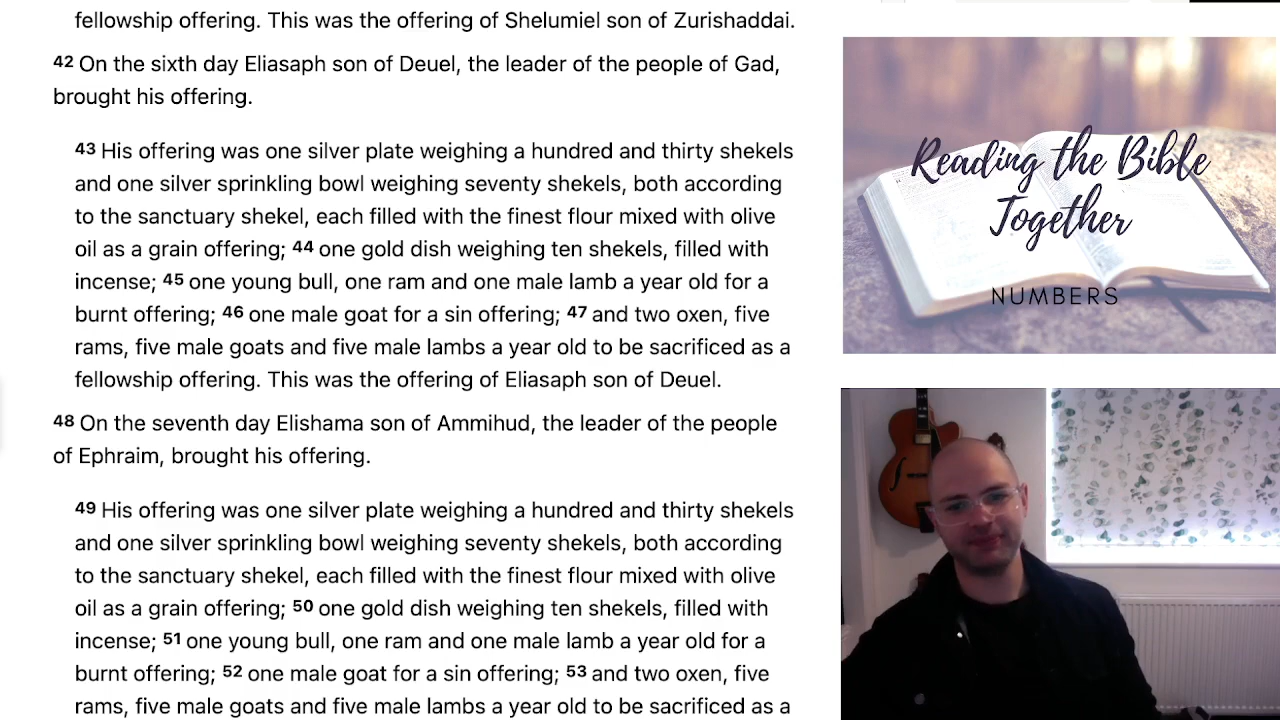 fellowship offering. This was the offering of Shelumiel son of Zurishaddai.
42 On the sixth day Eliasaph son of Deuel, the leader of the people of Gad,
brought his offering.
43 His offering was one silver plate weighing a hundred and thirty shekels
and one silver sprinkling bowl weighing seventy shekels, both according
to the sanctuary shekel, each filled with the finest flour mixed with olive
oil as a grain offering; 44 one gold dish weighing ten shekels, filled with
incense; 45 one young bull, one ram and one male lamb a year old for a
burnt offering; 46 one male goat for a sin offering; 47 and two oxen, five
rams, five male goats and five male lambs a year old to be sacrificed as a
fellowship offering. This was the offering of Eliasaph son of Deuel.
48 On the seventh day Elishama son of Ammihud, the leader of the people
of Ephraim, brought his offering.
49 His offering was one silver plate weighing a hundred and thirty shekels
and one silver sprinkling bowl weighing seventy shekels, both according
to the sanctuary shekel, each filled with the finest flour mixed with olive
oil as a grain offering; 50 one gold dish weighing ten shekels, filled with
incense; 51 one young bull, one ram and one male lamb a year old for a
burnt offering; 52 one male goat for a sin offering; 53 and two oxen, five
rams, five male goats and five male lambs a year old to be sacrificed as a
Reading the Bible
Together
NUMBERS